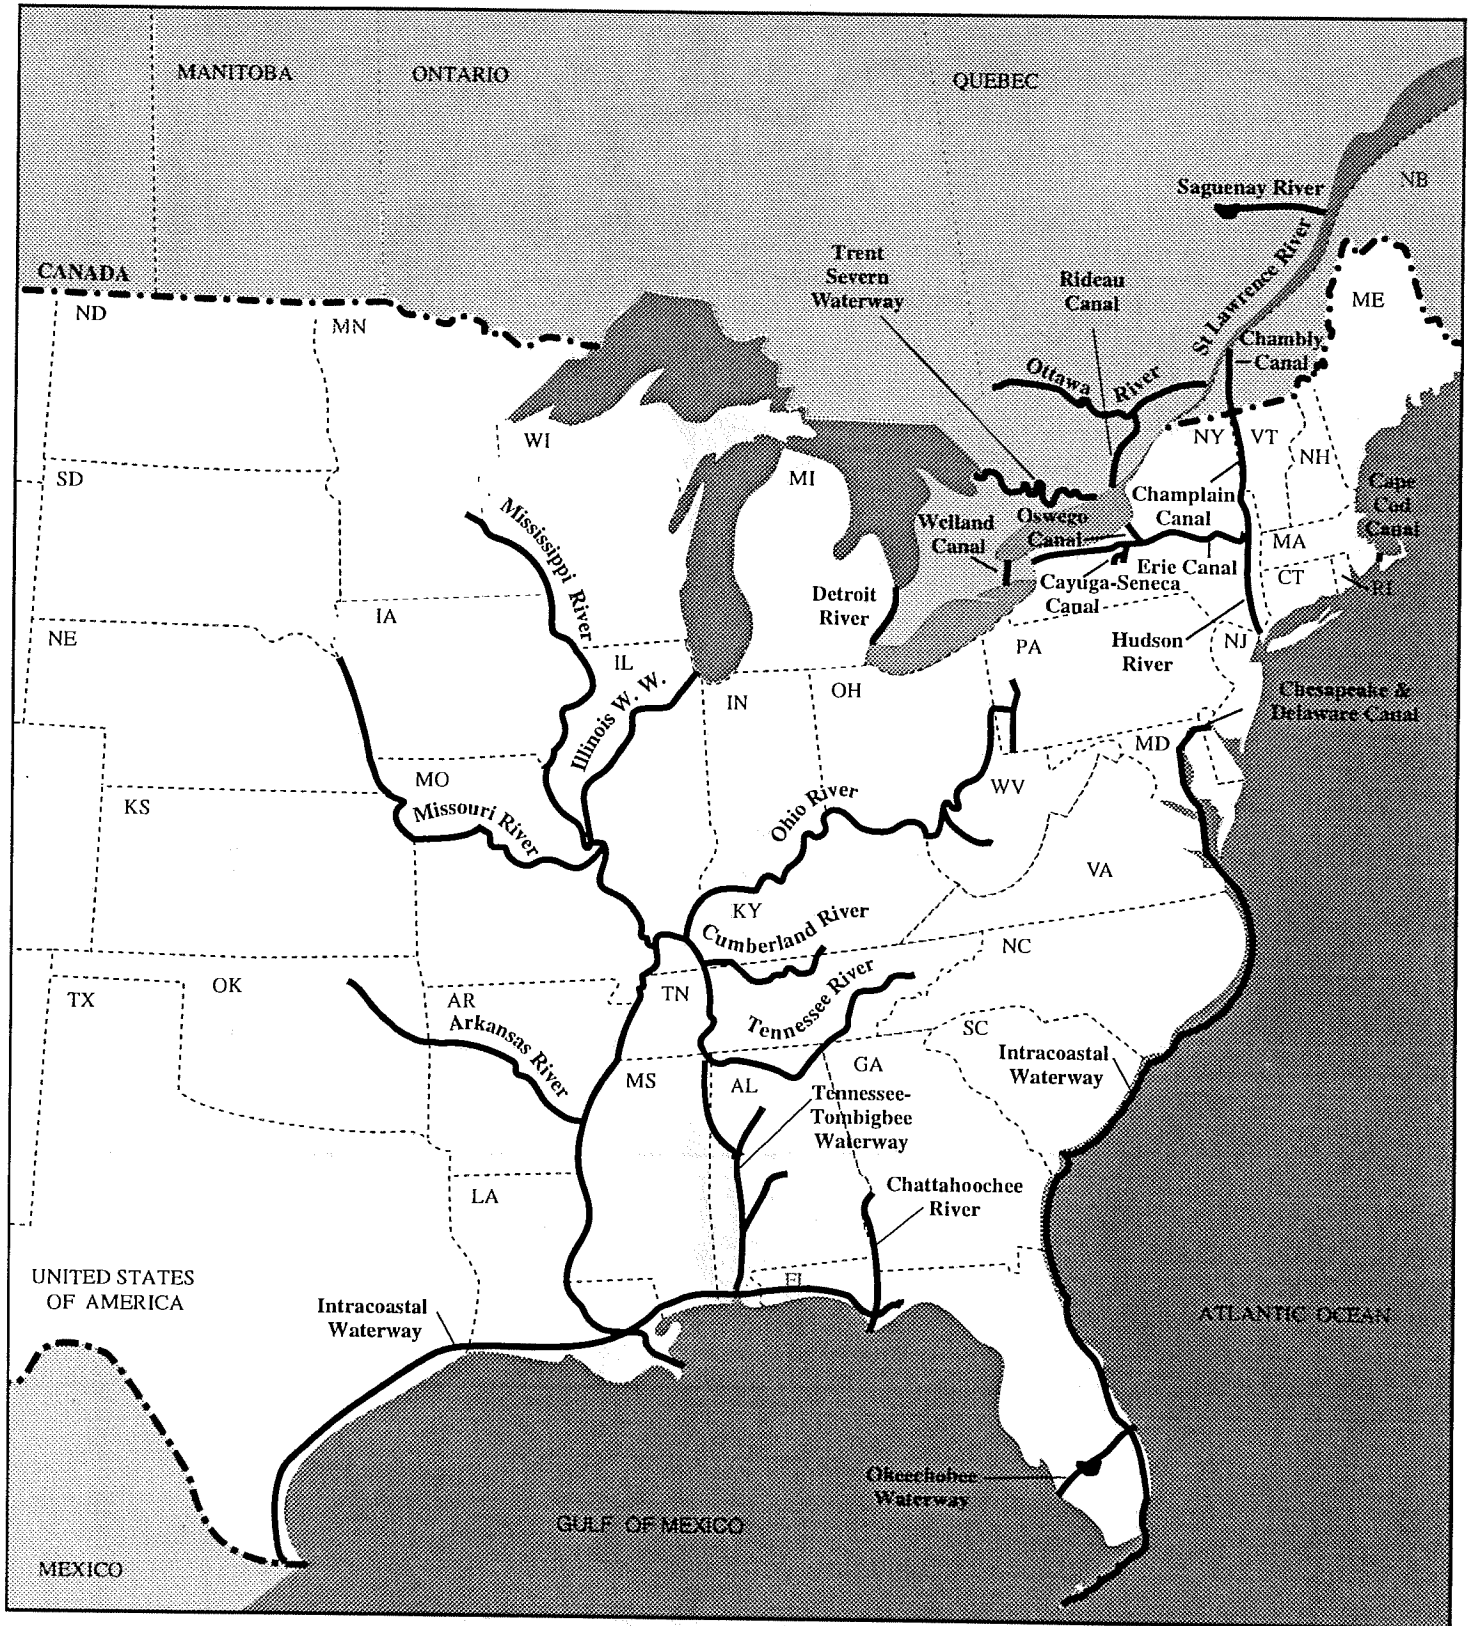 MANITOBA
ONTARIO
QUEBEC
NB
Saguenay River
St Lawrence River
Trent
Severn
Waterway
Rideau
Canal
CANADA
ND
MN
ME
Chambly
Canal
Ottawa River
WI
MI
NY
VT
NH
SD
Cape
Cod
Canal
Champlain
Canal
Welland
Canal
Oswego
Canal
Mississippi River
MA
Erie Canal
CT
RI
Cayuga-Seneca
Canal
Detroit
River
IA
NE
IL
PA
Hudson
River
NJ
Illinois W. W.
IN
OH
Chesapeake &
Delaware Canal
MD
MO
WV
KS
Missouri River
Ohio River
VA
KY
Cumberland River
NC
OK
TX
AR
TN
Tennessee River
Arkansas River
SC
Intracoastal
Waterway
MS
AL
GA
Tennessee-
Tombigbee
Waterway
LA
Chattahoochee
River
UNITED STATES
OF AMERICA
FL
Intracoastal
Waterway
ATLANTIC OCEAN
Okeechobee
Waterway
GULF OF MEXICO
MEXICO